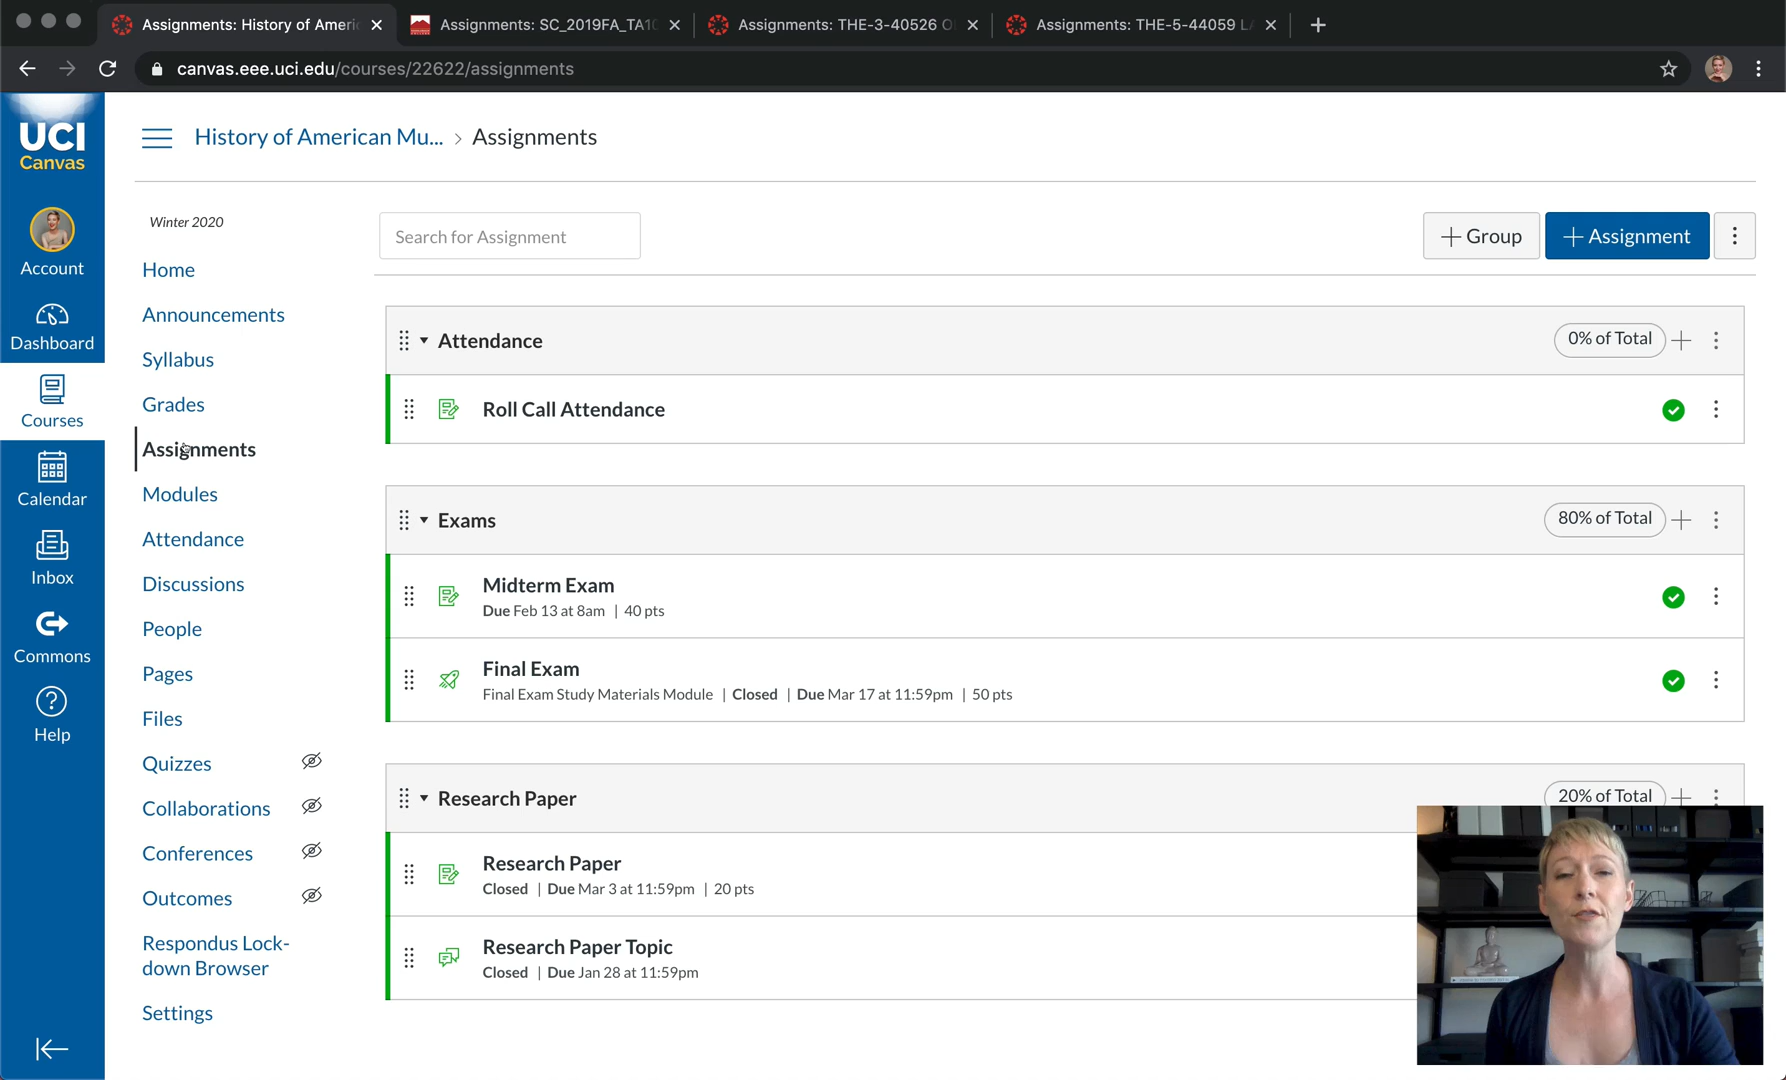 Assignments: History of Ameri
Assignments: SC_2019FA_TA10
Assignments: THE-3-40526 O
Assignments: THE-5-44059 LA
canvas.eee.uci.edu/courses/22622/assignments
UCI
Canvas
Account
Dashboard
Courses
Calendar
Inbox
Commons
Help
History of American Mu... > Assignments
Winter 2020
Home
Announcements
Syllabus
Grades
Assignments
Modules
Attendance
Discussions
People
Pages
Files
Quizzes
Collaborations
Conferences
Outcomes
Respondus Lock-
down Browser
Settings
Search for Assignment
+ Group
+ Assignment
Attendance
0% of Total
Roll Call Attendance
Exams
80% of Total
Midterm Exam
Due Feb 13 at 8am | 40 pts
Final Exam
Final Exam Study Materials Module | Closed | Due Mar 17 at 11:59pm | 50 pts
Research Paper
20% of Total
Research Paper
Closed | Due Mar 3 at 11:59pm | 20 pts
Research Paper Topic
Closed | Due Jan 28 at 11:59pm